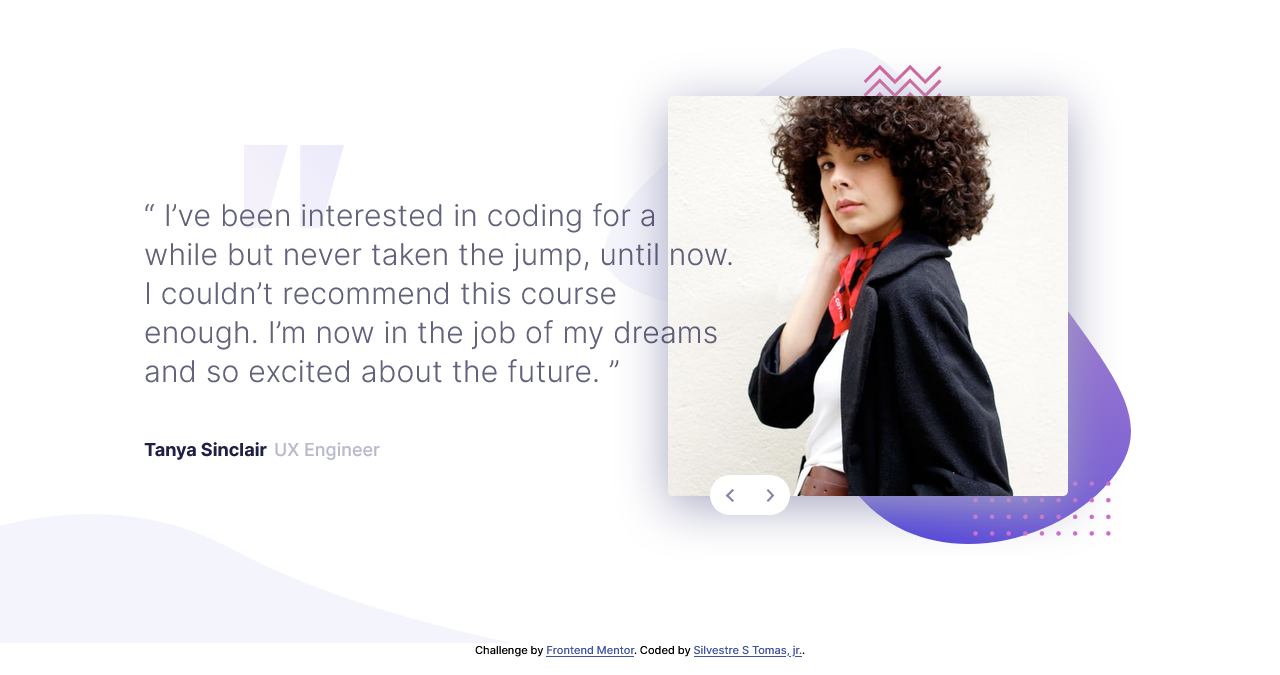 “ I’ve been interested in coding for a
while but never taken the jump, until now.
I couldn’t recommend this course
enough. I’m now in the job of my dreams
and so excited about the future. ”
Tanya Sinclair UX Engineer
Challenge by Frontend Mentor. Coded by Silvestre S Tomas, jr..